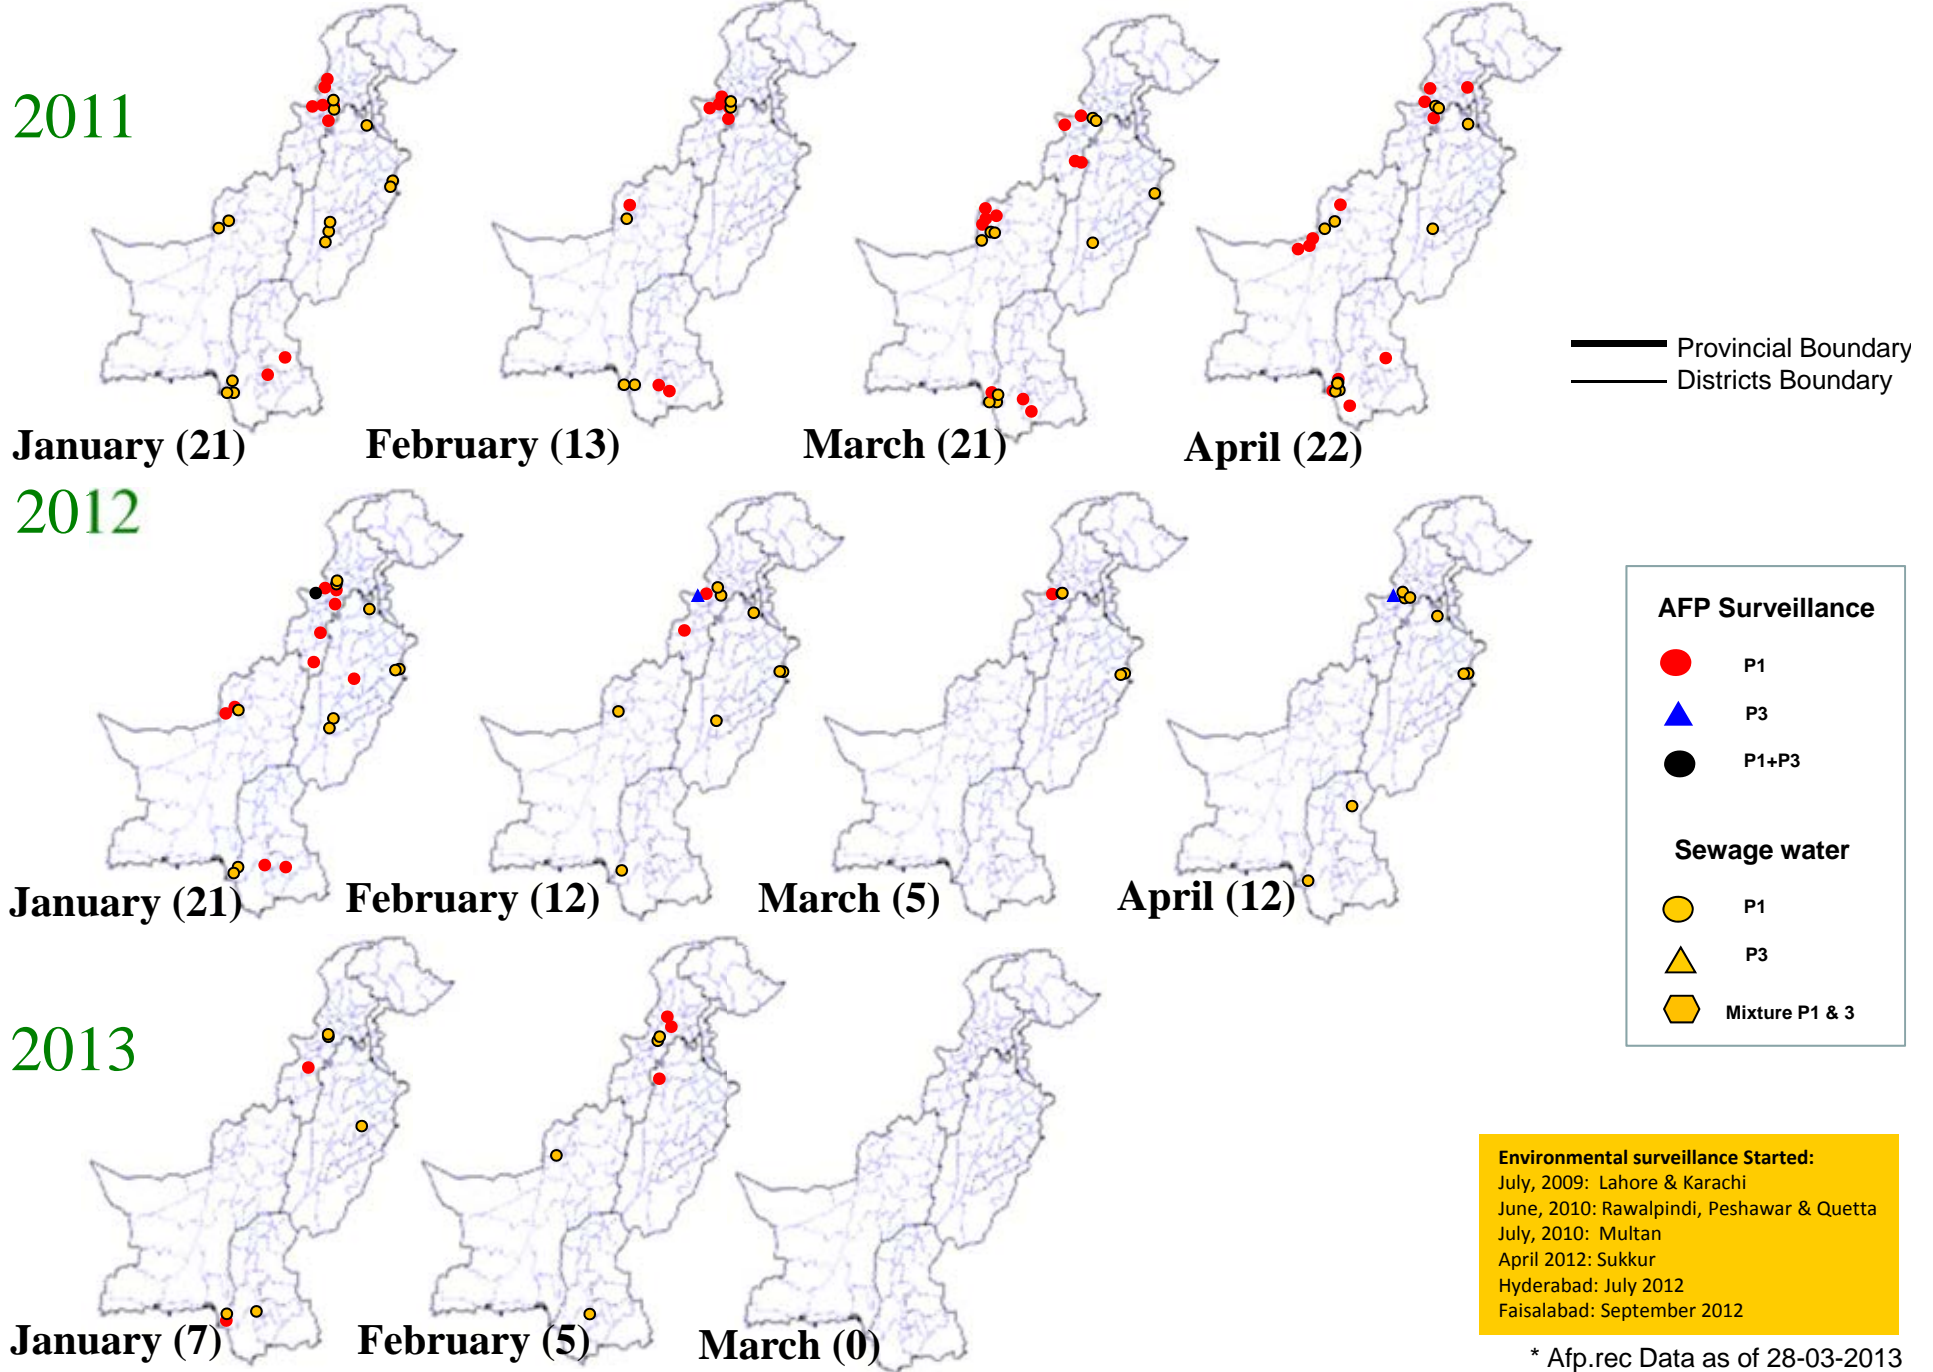 2011
January (21)
February (13)
March (21)
April (22)
Provincial Boundary
Districts Boundary
2012
January (21)
February (12)
March (5)
April (12)
AFP Surveillance
P1
P3
P1+P3
Sewage water
P1
P3
Mixture P1 & 3
2013
January (7)
February (5)
March (0)
Environmental surveillance Started:
July, 2009: Lahore & Karachi
June, 2010: Rawalpindi, Peshawar & Quetta
July, 2010: Multan
April 2012: Sukkur
Hyderabad: July 2012
Faisalabad: September 2012
* Afp.rec Data as of 28-03-2013